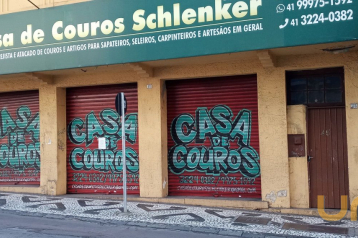 sa de Couros Schlenker
41 99975-1592
41 3224-0382
LISTA E ATACADO DE COUROS E ARTIGOS PARA SAPATEIROS, SELEIROS, CARPINTEIROS E ARTESÃOS EM GERAL
CASA
DE
COUROS
CASA
DE
COUROS
CASA
DE
COUROS